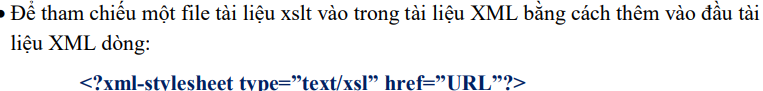 • Để tham chiếu một file tài liệu xslt vào trong tài liệu XML bằng cách thêm vào đầu tài
liệu XML dòng:
<?xml-stylesheet type=”text/xsl” href=”URL”?>